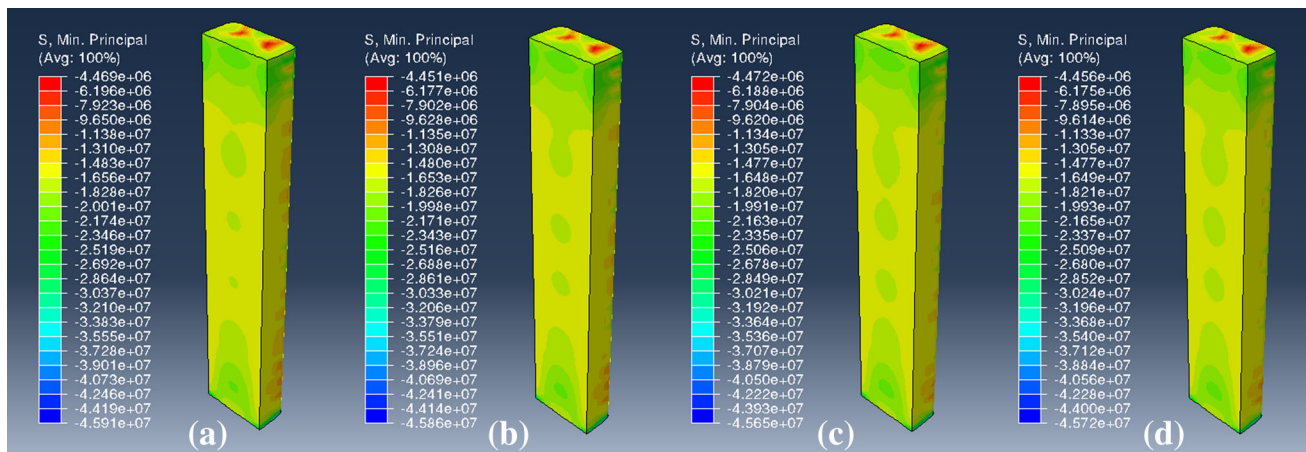 S, Min. Principal
(Avg: 100%)
-4.469e+06
-6.196e+06
-7.923e+06
-9.650e+06
-1.138e+07
-1.310e+07
-1.483e+07
-1.656e+07
-1.828e+07
-2.001e+07
-2.174e+07
-2.346e+07
-2.519e+07
-2.692e+07
-2.864e+07
-3.037e+07
-3.210e+07
-3.383e+07
-3.555e+07
-3.728e+07
-3.901e+07
-4.073e+07
-4.246e+07
-4.419e+07
-4.591e+07
(a)
S, Min. Principal
(Avg: 100%)
-4.451e+06
-6.177e+06
-7.902e+06
-9.628e+06
-1.135e+07
-1.308e+07
-1.480e+07
-1.653e+07
-1.826e+07
-1.998e+07
-2.171e+07
-2.343e+07
-2.516e+07
-2.688e+07
-2.861e+07
-3.033e+07
-3.206e+07
-3.379e+07
-3.551e+07
-3.724e+07
-3.896e+07
-4.069e+07
-4.241e+07
-4.414e+07
-4.586e+07
(b)
S, Min. Principal
(Avg: 100%)
-4.472e+06
-6.188e+06
-7.904e+06
-9.620e+06
-1.134e+07
-1.305e+07
-1.477e+07
-1.648e+07
-1.820e+07
-1.991e+07
-2.163e+07
-2.335e+07
-2.506e+07
-2.678e+07
-2.849e+07
-3.021e+07
-3.192e+07
-3.364e+07
-3.536e+07
-3.707e+07
-3.879e+07
-4.050e+07
-4.222e+07
-4.393e+07
-4.565e+07
(c)
S, Min. Principal
(Avg: 100%)
-4.456e+06
-6.175e+06
-7.895e+06
-9.614e+06
-1.133e+07
-1.305e+07
-1.477e+07
-1.649e+07
-1.821e+07
-1.993e+07
-2.165e+07
-2.337e+07
-2.509e+07
-2.680e+07
-2.852e+07
-3.024e+07
-3.196e+07
-3.368e+07
-3.540e+07
-3.712e+07
-3.884e+07
-4.056e+07
-4.228e+07
-4.400e+07
-4.572e+07
(d)